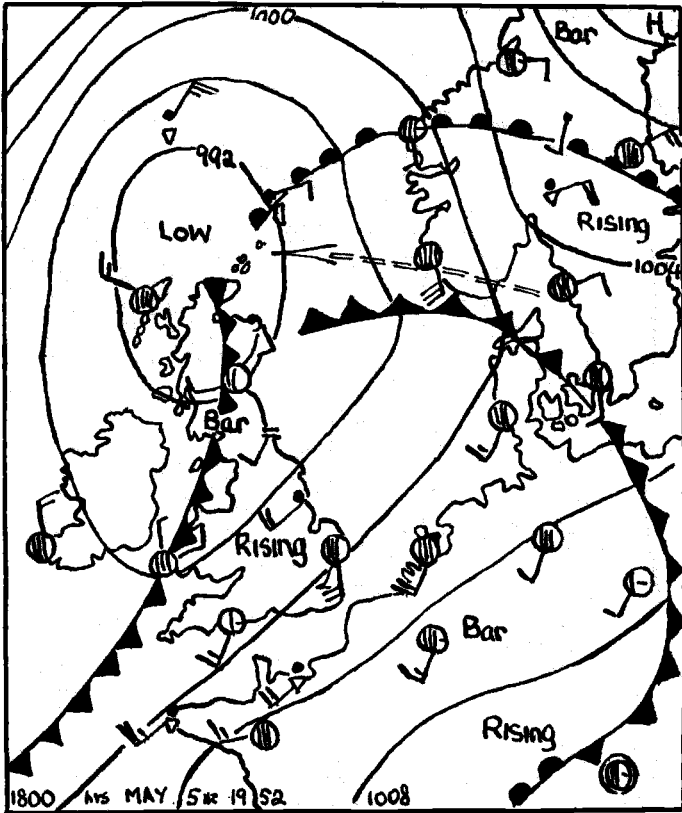 1000
Bar
H
992
Low
Rising
1004
Bar
Rising
Bar
Rising
1800 hrs MAY 5th 1952
1008